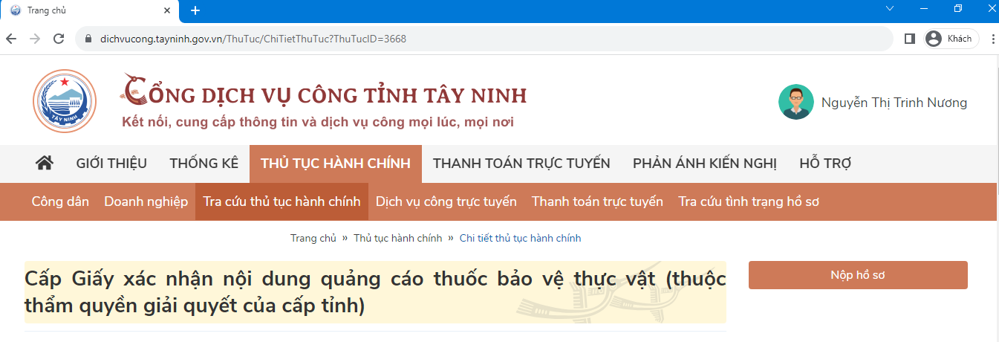 Trang chủ
dichvucong.tayninh.gov.vn/ThuTuc/ChiTietThuTuc?ThuTucID=3668
Khách
TÂY NINH
CỔNG DỊCH VỤ CÔNG TỈNH TÂY NINH
Kết nối, cung cấp thông tin và dịch vụ công mọi lúc, mọi nơi
Nguyễn Thị Trinh Nương
GIỚI THIỆU THỐNG KÊ THỦ TỤC HÀNH CHÍNH THANH TOÁN TRỰC TUYẾN PHẢN ÁNH KIẾN NGHỊ HỖ TRỢ
Công dân Doanh nghiệp Tra cứu thủ tục hành chính Dịch vụ công trực tuyến Thanh toán trực tuyến Tra cứu tình trạng hồ sơ
Trang chủ » Thủ tục hành chính » Chi tiết thủ tục hành chính
Cấp Giấy xác nhận nội dung quảng cáo thuốc bảo vệ thực vật (thuộc
thẩm quyền giải quyết của cấp tỉnh)
Nộp hồ sơ